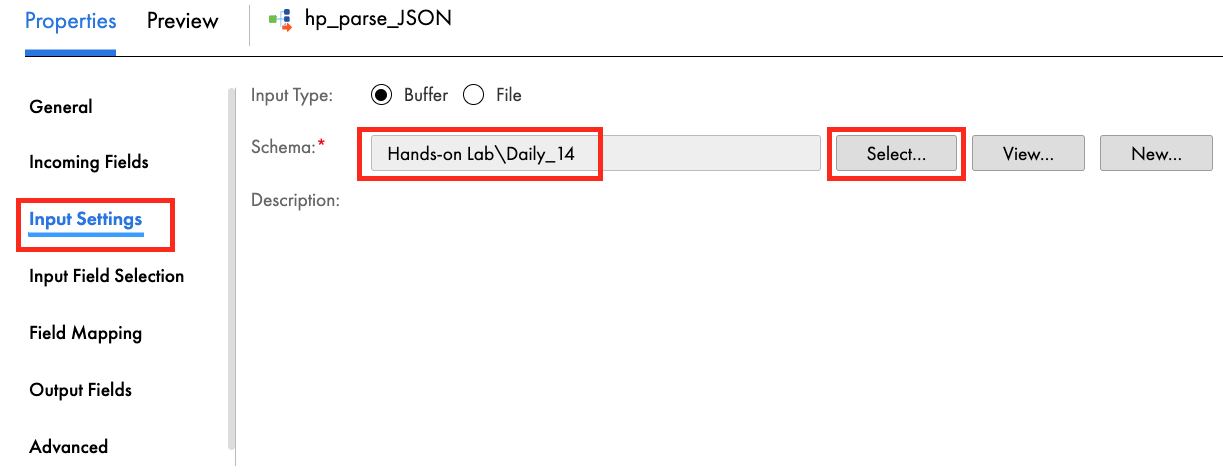 Properties Preview hp_parse_JSON
General
Incoming Fields
Input Settings
Input Field Selection
Field Mapping
Output Fields
Advanced
Input Type: Buffer File
Schema:* Hands-on Lab\Daily_14 Select... View... New...
Description: